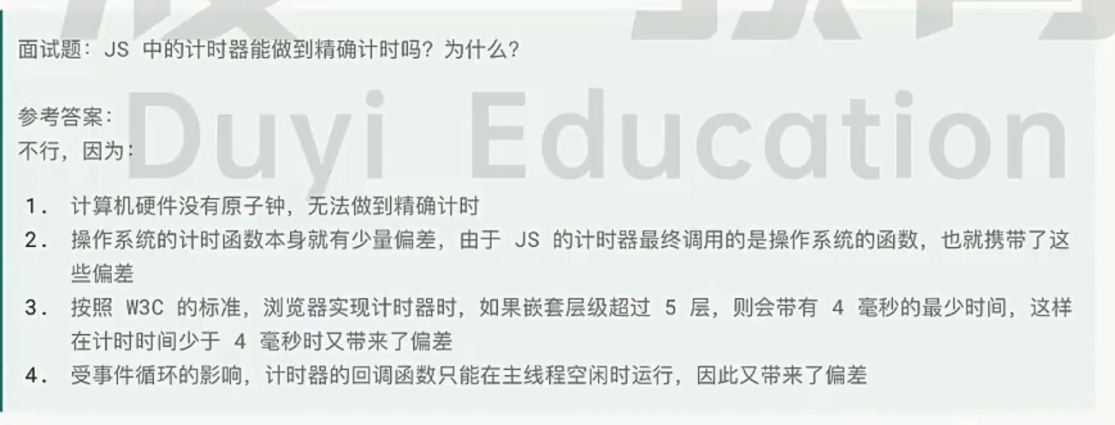 面试题：JS 中的计时器能做到精确计时吗？为什么？
参考答案：
Duyi Education
不行，因为：
1. 计算机硬件没有原子钟，无法做到精确计时
2. 操作系统的计时函数本身就有少量偏差，由于 JS 的计时器最终调用的是操作系统的函数，也就携带了这
些偏差
3. 按照 W3C 的标准，浏览器实现计时器时，如果嵌套层级超过 5 层，则会带有 4 毫秒的最少时间，这样
在计时时间少于 4 毫秒时又带来了偏差
4. 受事件循环的影响，计时器的回调函数只能在主线程空闲时运行，因此又带来了偏差